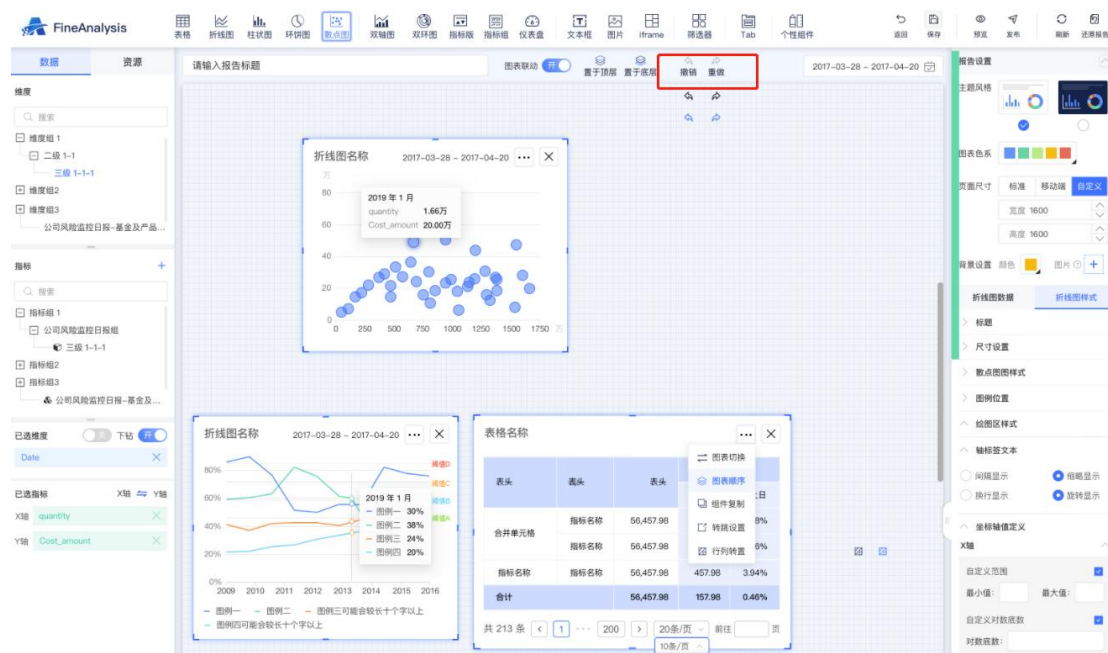 FineAnalysis
表格 折线图 柱状图 环饼图 散点图 双轴图 双环图 指标版 指标组 仪表盘 文本框 图片 iframe 筛选器 Tab 个性组件 返回 保存 预览 发布 刷新 还原报告
数据 资源
请输入报告标题 图表联动 开 置于顶层 置于底层 撤销 重做 2017-03-28 - 2017-04-20
维度
搜索
维度组 1
二级 1-1
三级 1-1-1
维度组2
维度组3
公司风险监控日报-基金及产品...
指标 +
搜索
指标组 1
公司风险监控日报组
三级 1-1-1
指标组2
指标组3
公司风险监控日报-基金及...
已选维度 下钻 开
Date
已选指标 X轴 Y轴
X轴 quantity
Y轴 Cost_amount
折线图名称 2017-03-28 - 2017-04-20
万
80
60
40
20
0
0 250 500 750 1000 1250 1500 1750 万
2019 年 1 月
quantity 1.66万
Cost_amount 20.00万
折线图名称 2017-03-28 - 2017-04-20
80%
60%
40%
20%
0%
阈值D
阈值C
阈值B
阈值A
2019 年 1 月
图例一 30%
图例二 38%
图例三 24%
图例四 20%
2009 2010 2011 2012 2013 2014 2015 2016
图例一 图例二 图例三可能会较长十个字以上
图例四可能会较长十个字以上
表格名称
表头 表头 表头
合并单元格 指标名称 56,457.98
指标名称 56,457.98
指标名称 指标名称 56,457.98 457.98 3.94%
合计 56,457.98 157.98 0.46%
图表切换
图表顺序
组件复制
转跳设置
行列转置
共 213 条 1 ··· 200 20条/页 前往 页
10条/页
报告设置
主题风格
图表色系
页面尺寸 标准 移动端 自定义
宽度 1600
高度 1600
背景设置 颜色 图片 +
折线图数据 折线图样式
标题
尺寸设置
散点图图样式
图例位置
绘图区样式
轴标签文本
间隔显示 缩略显示
换行显示 旋转显示
坐标轴值定义
X轴
自定义范围
最小值: 最大值:
自定义对数底数
对数底数: